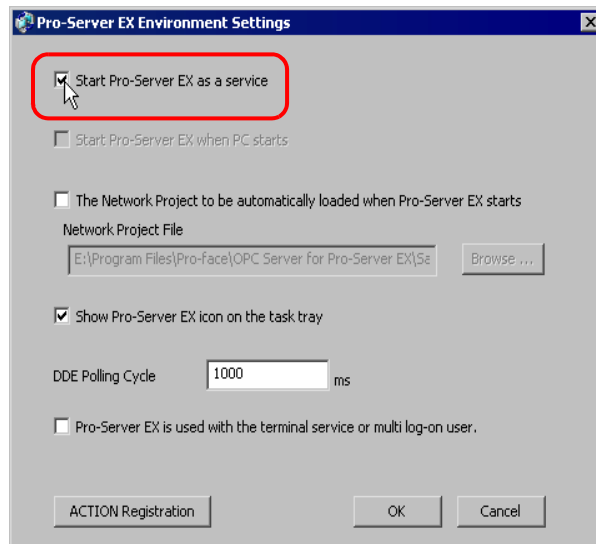 Pro-Server EX Environment Settings
Start Pro-Server EX as a service
Start Pro-Server EX when PC starts
The Network Project to be automatically loaded when Pro-Server EX starts
Network Project File
E:\Program Files\Pro-face\OPC Server for Pro-Server EX\Sa
Browse ...
Show Pro-Server EX icon on the task tray
DDE Polling Cycle 1000 ms
Pro-Server EX is used with the terminal service or multi log-on user.
ACTION Registration OK Cancel